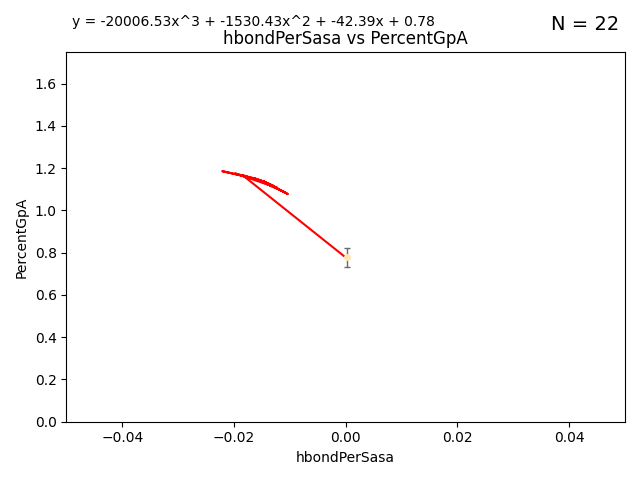 y = -20006.53x^3 + -1530.43x^2 + -42.39x + 0.78
N = 22
hbondPerSasa vs PercentGpA
1.6
1.4
1.2
1.0
0.8
0.6
0.4
0.2
0.0
PercentGpA
−0.04 −0.02 0.00 0.02 0.04
hbondPerSasa